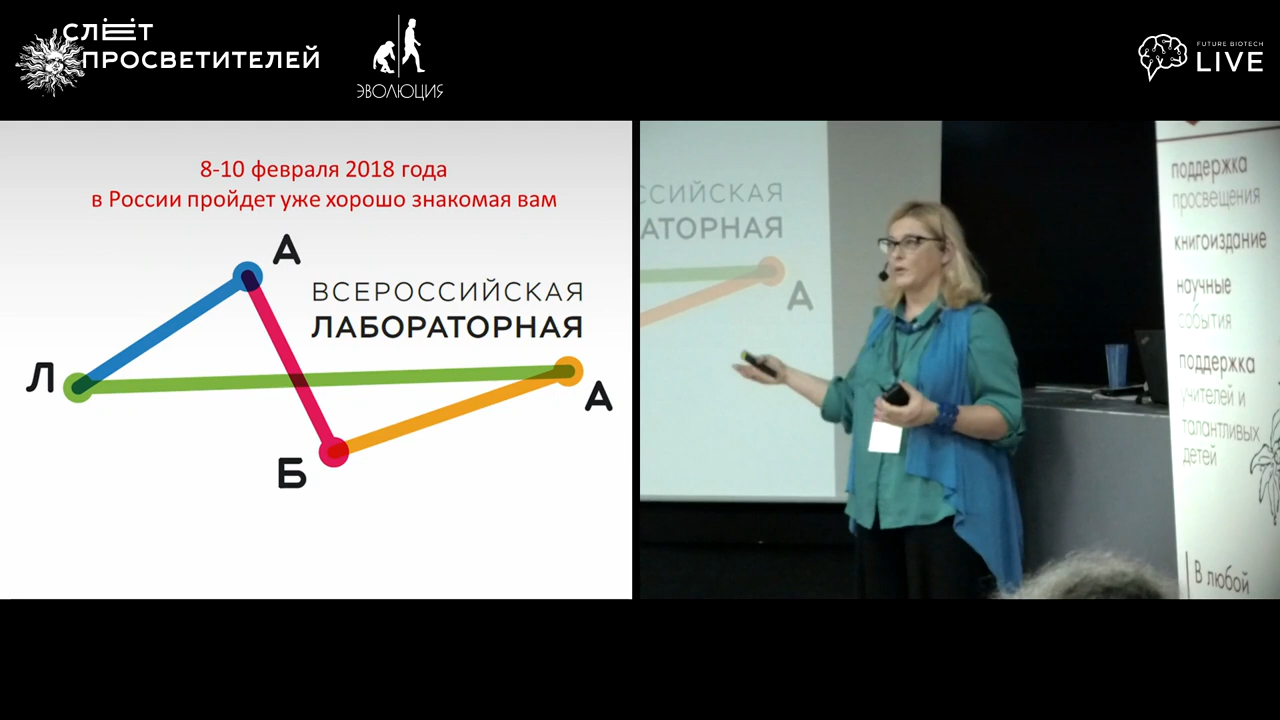 СЛЁТ
ПРОСВЕТИТЕЛЕЙ
ЭВОЛЮЦИЯ
FUTURE BIOTECH
LIVE
8-10 февраля 2018 года
в России пройдет уже хорошо знакомая вам
А
ВСЕРОССИЙСКАЯ
ЛАБОРАТОРНАЯ
Л
А
Б
ССИЙСКАЯ
АТОРНАЯ
А
поддержка
просвещения
книгоиздание
научные
события
поддержка
учителей и
талантливых
детей
В любой